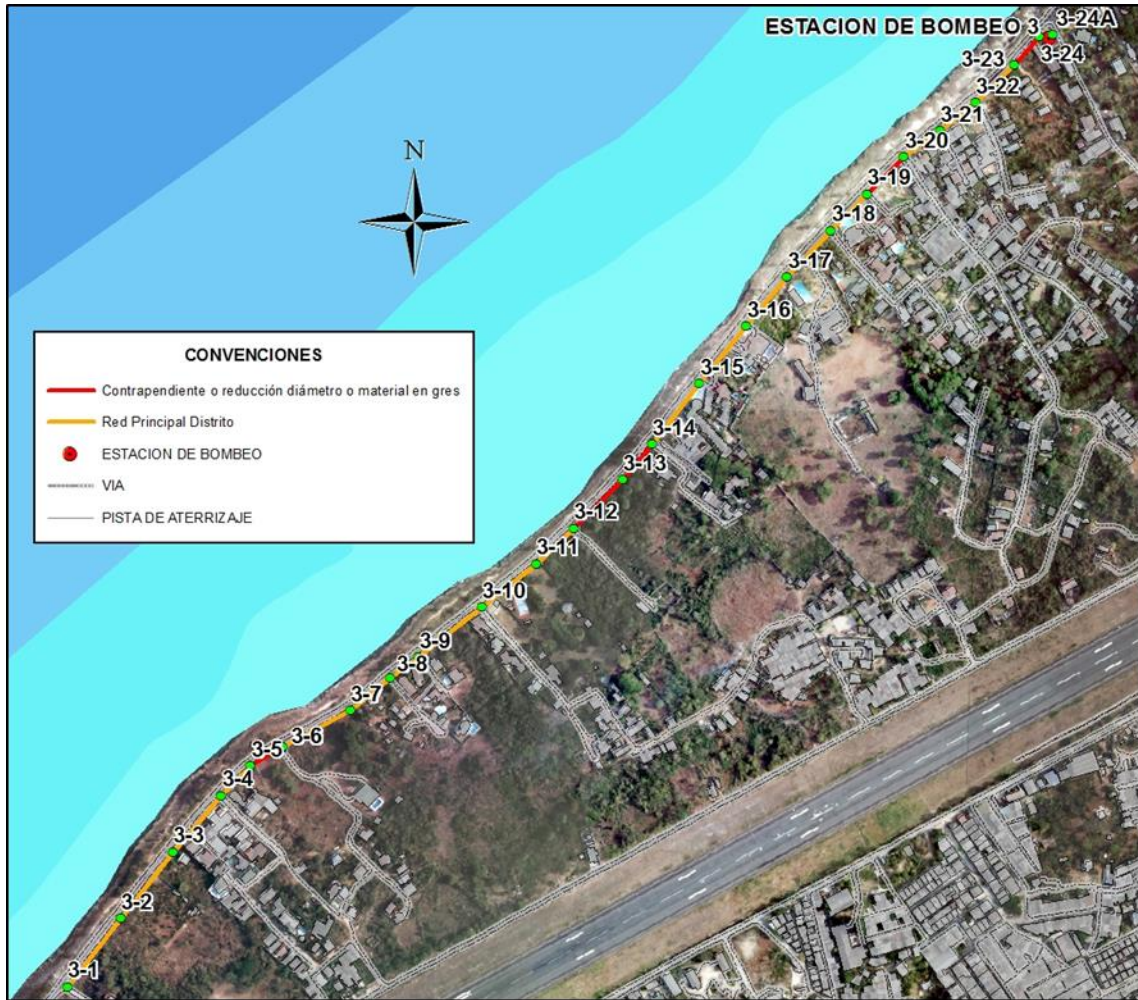 ESTACION DE BOMBEO 3
3-24A
3-24
3-23
3-22
3-21
3-20
3-19
3-18
3-17
3-16
3-15
3-14
3-13
3-12
3-11
3-10
3-9
3-8
3-7
3-6
3-5
3-4
3-3
3-2
3-1
N
CONVENCIONES
Contrapendiente o reducción diámetro o material en gres
Red Principal Distrito
ESTACION DE BOMBEO
VIA
PISTA DE ATERRIZAJE